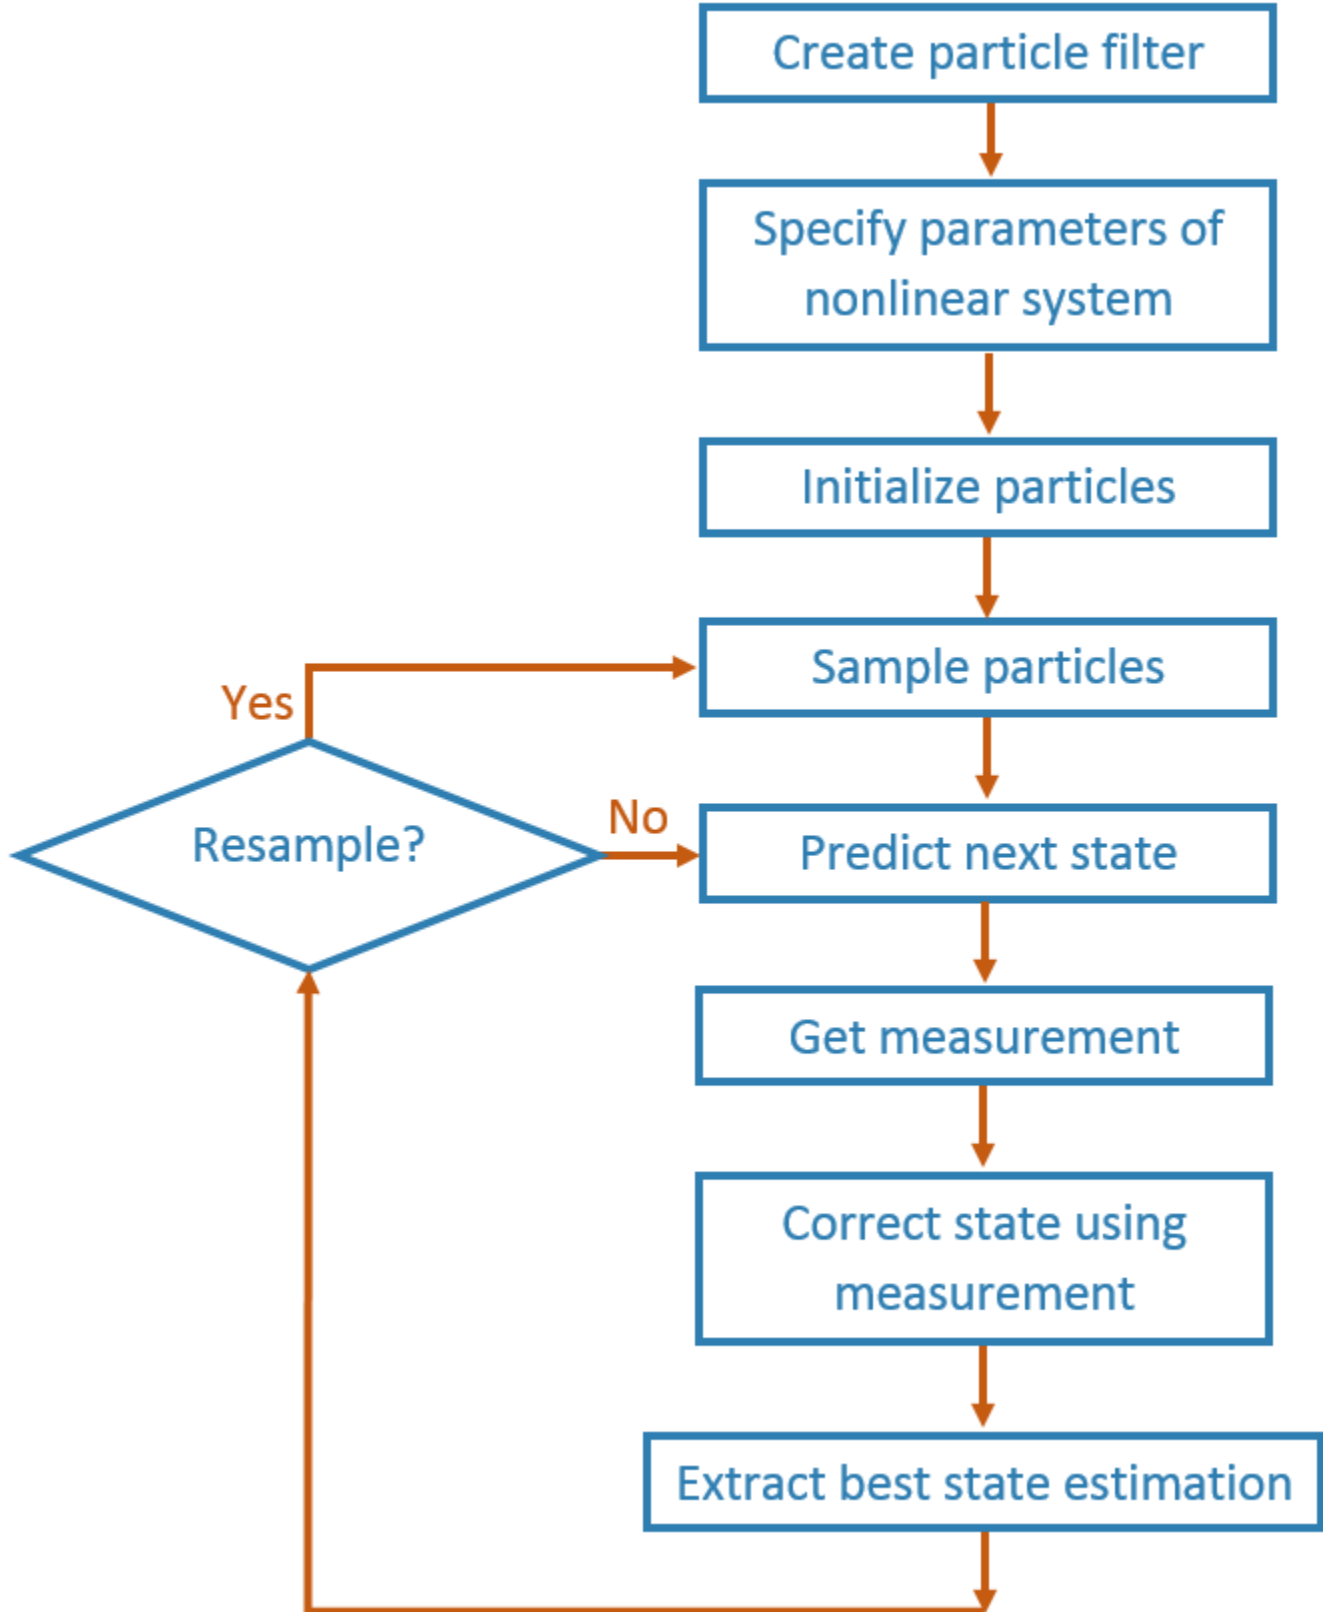 Create particle filter
Specify parameters of
nonlinear system
Initialize particles
Sample particles
Yes
No
Resample?
Predict next state
Get measurement
Correct state using
measurement
Extract best state estimation